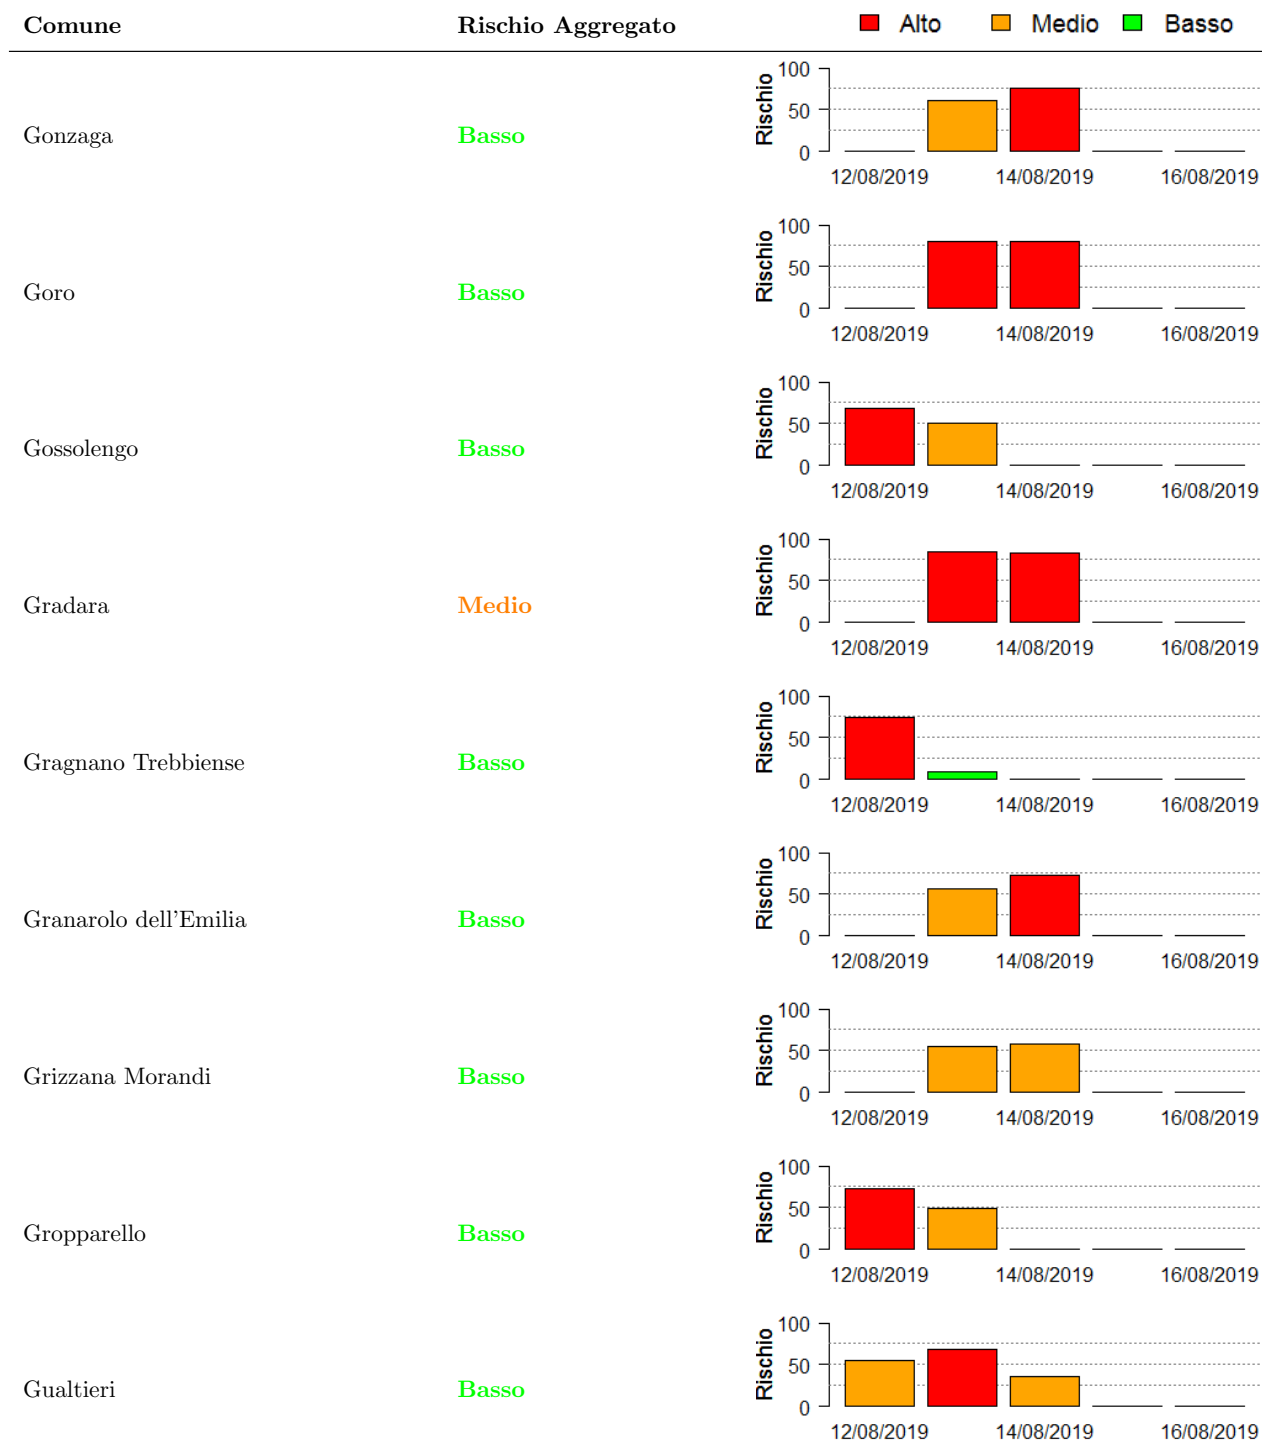 Comune Rischio Aggregato Alto Medio Basso
Gonzaga Basso Rischio 100 50 0
12/08/2019 14/08/2019 16/08/2019
Goro Basso Rischio 100 50 0
12/08/2019 14/08/2019 16/08/2019
Gossolengo Basso Rischio 100 50 0
12/08/2019 14/08/2019 16/08/2019
Gradara Medio Rischio 100 50 0
12/08/2019 14/08/2019 16/08/2019
Gragnano Trebbiense Basso Rischio 100 50 0
12/08/2019 14/08/2019 16/08/2019
Granarolo dell'Emilia Basso Rischio 100 50 0
12/08/2019 14/08/2019 16/08/2019
Grizzana Morandi Basso Rischio 100 50 0
12/08/2019 14/08/2019 16/08/2019
Gropparello Basso Rischio 100 50 0
12/08/2019 14/08/2019 16/08/2019
Gualtieri Basso Rischio 100 50 0
12/08/2019 14/08/2019 16/08/2019